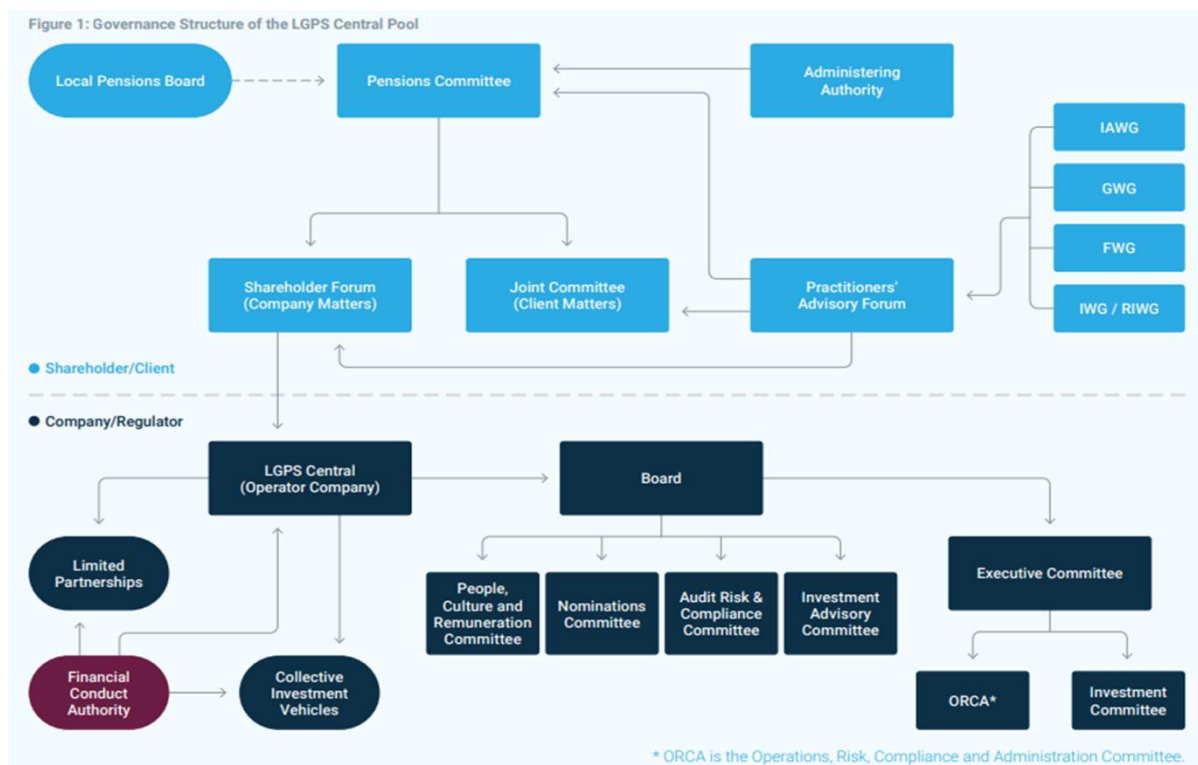 Figure 1: Governance Structure of the LGPS Central Pool
Local Pensions Board
Pensions Committee
Administering
Authority
IAWG
GWG
FWG
IWG / RIWG
Shareholder Forum
(Company Matters)
Joint Committee
(Client Matters)
Practitioners'
Advisory Forum
Shareholder/Client
Company/Regulator
LGPS Central
(Operator Company)
Board
Limited
Partnerships
People,
Culture and
Remuneration
Committee
Nominations
Committee
Audit Risk &
Compliance
Committee
Investment
Advisory
Committee
Executive Committee
Financial
Conduct
Authority
Collective
Investment
Vehicles
ORCA*
Investment
Committee
* ORCA is the Operations, Risk, Compliance and Administration Committee.